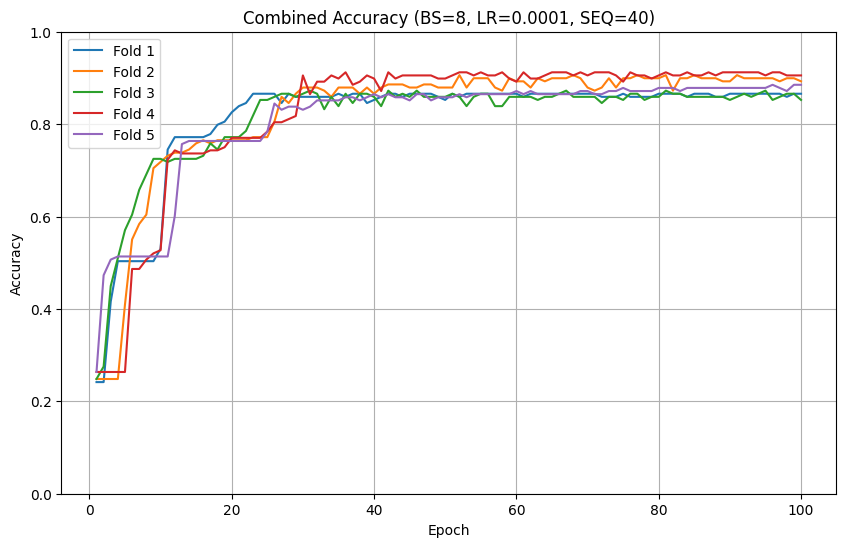 Combined Accuracy (BS=8, LR=0.0001, SEQ=40)
Fold 1
Fold 2
Fold 3
Fold 4
Fold 5
Accuracy
1.0
0.8
0.6
0.4
0.2
0.0
0 20 40 60 80 100
Epoch